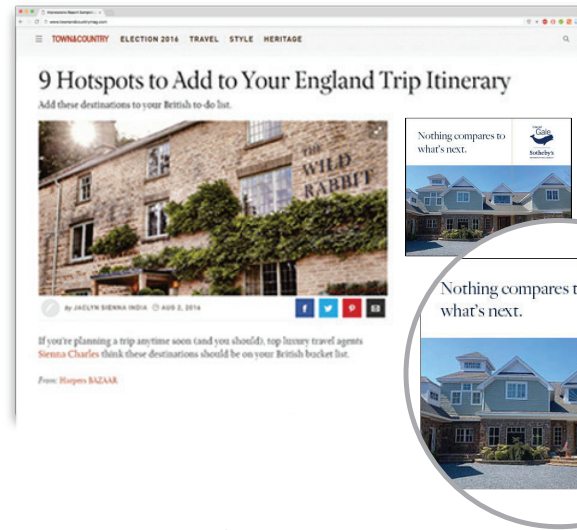 www.townandcountrymag.com
TOWN&COUNTRY ELECTION 2016 TRAVEL STYLE HERITAGE
9 Hotspots to Add to Your England Trip Itinerary
Add these destinations to your British to-do list.
THE
WILD
RABBIT
By JACLYN SIENNA INDIA AUG 2, 2016
If you're planning a trip anytime soon (and you should), top luxury travel agents
Sienna Charles think these destinations should be on your British bucket list.
From: Harpers BAZAAR
Nothing compares to
what's next.
Gale
Sotheby's
Nothing compares t
what's next.